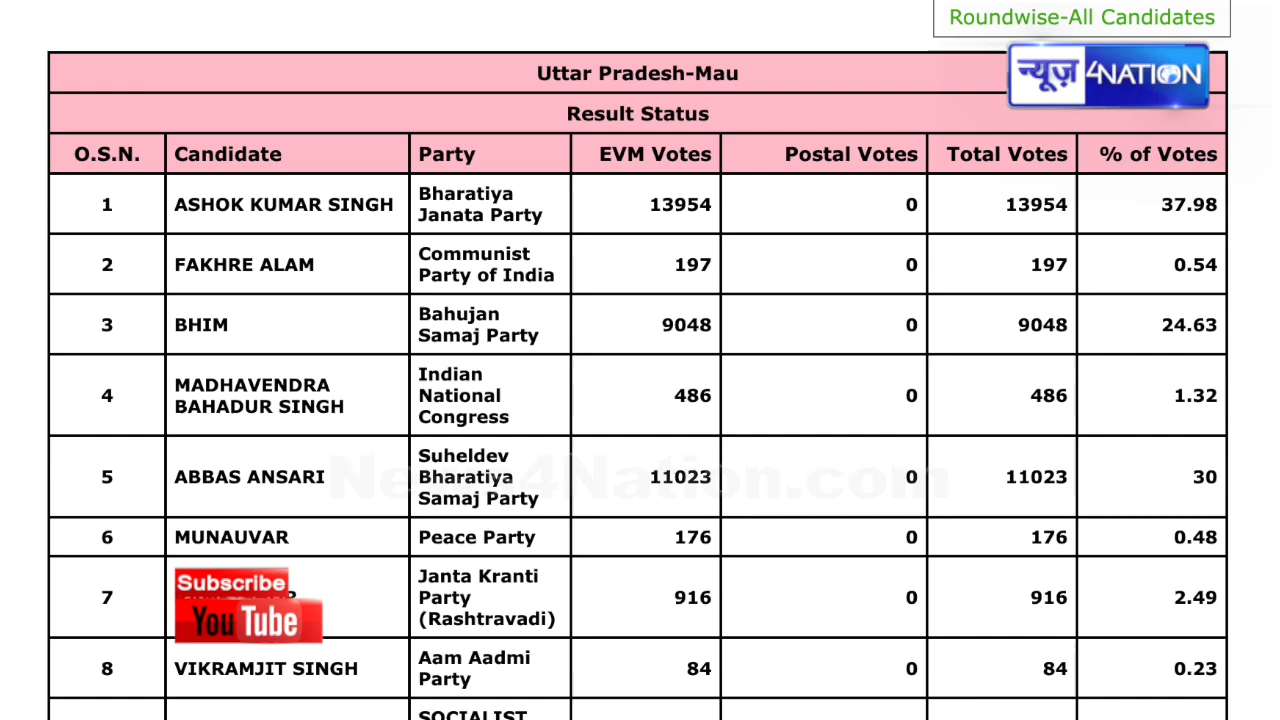 Roundwise-All Candidates
न्यूज़ 4NATION
Uttar Pradesh-Mau
Result Status
O.S.N. Candidate Party EVM Votes Postal Votes Total Votes % of Votes
1 ASHOK KUMAR SINGH Bharatiya Janata Party 13954 0 13954 37.98
2 FAKHRE ALAM Communist Party of India 197 0 197 0.54
3 BHIM Bahujan Samaj Party 9048 0 9048 24.63
4 MADHAVENDRA BAHADUR SINGH Indian National Congress 486 0 486 1.32
5 ABBAS ANSARI Suheldev Bharatiya Samaj Party 11023 0 11023 30
News4Nation.com
6 MUNAUVAR Peace Party 176 0 176 0.48
7 Janta Kranti Party (Rashtravadi) 916 0 916 2.49
Subscribe
YouTube
8 VIKRAMJIT SINGH Aam Aadmi Party 84 0 84 0.23
SOCIALIST